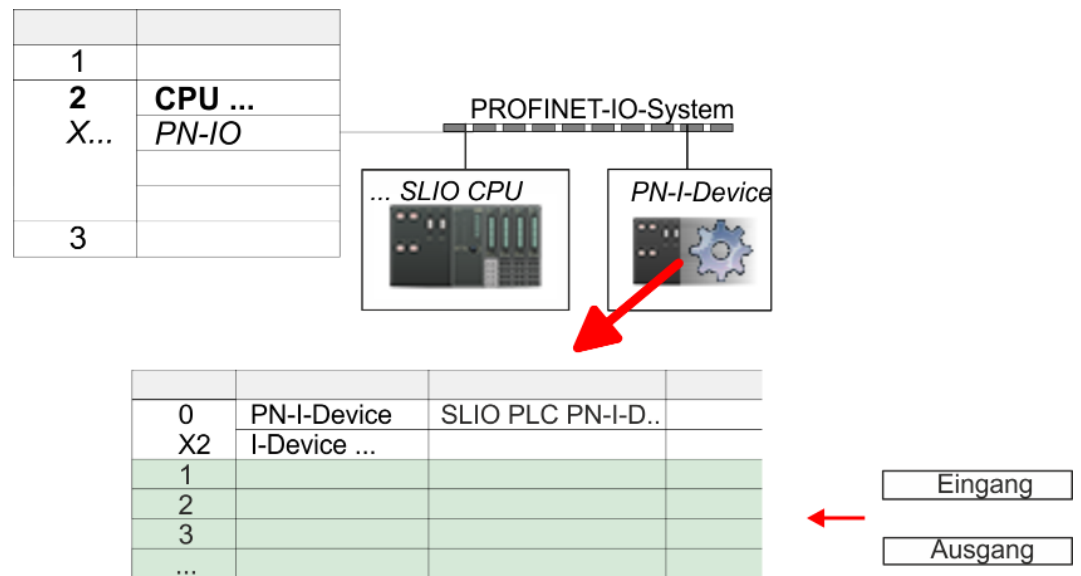 1
2 CPU ...
X... PN-IO
3
PROFINET-IO-System
... SLIO CPU
PN-I-Device
0 PN-I-Device SLIO PLC PN-I-D..
X2 I-Device ...
1
2
3
...
Eingang
Ausgang